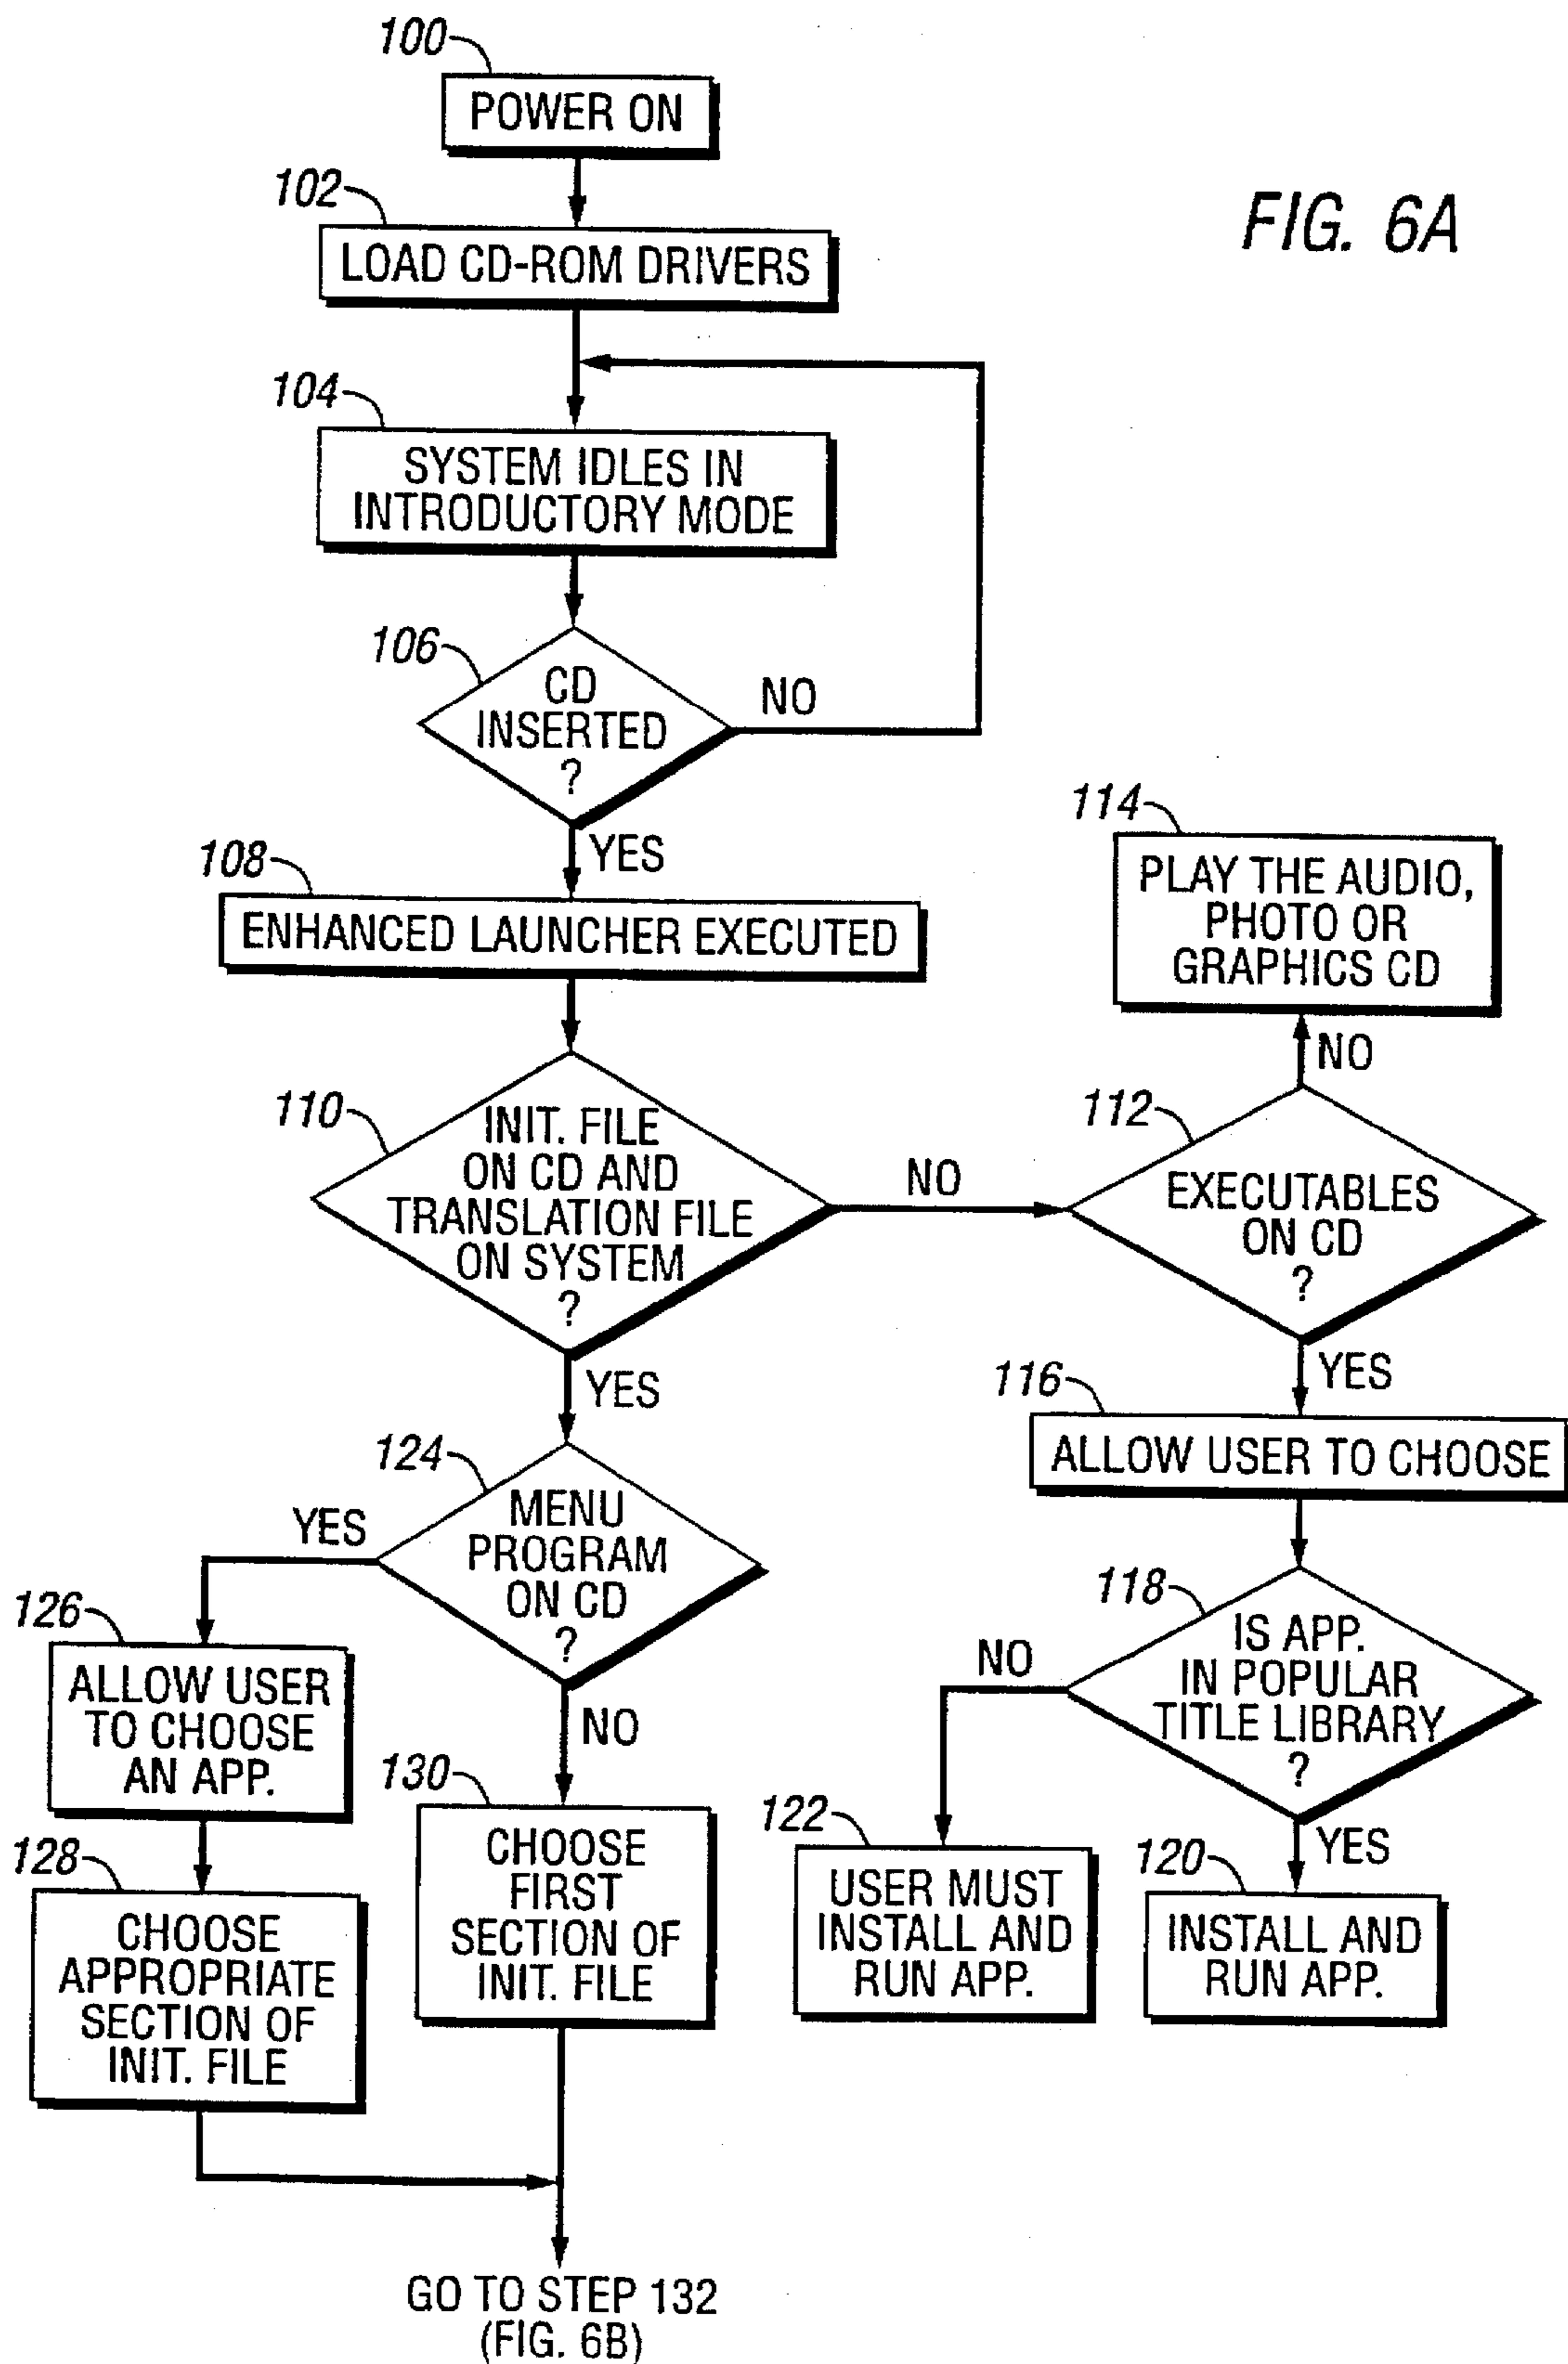 100
POWER ON
102
LOAD CD-ROM DRIVERS
FIG. 6A
104
SYSTEM IDLES IN
INTRODUCTORY MODE
106
CD
INSERTED
?
NO
YES
108
ENHANCED LAUNCHER EXECUTED
114
PLAY THE AUDIO,
PHOTO OR
GRAPHICS CD
NO
110
INIT. FILE
ON CD AND
TRANSLATION FILE
ON SYSTEM
?
NO
112
EXECUTABLES
ON CD
?
YES
YES
116
ALLOW USER TO CHOOSE
124
MENU
PROGRAM
ON CD
?
YES
NO
118
IS APP.
IN POPULAR
TITLE LIBRARY
?
NO
YES
126
ALLOW USER
TO CHOOSE
AN APP.
130
CHOOSE
FIRST
SECTION OF
INIT. FILE
122
USER MUST
INSTALL AND
RUN APP.
120
INSTALL AND
RUN APP.
128
CHOOSE
APPROPRIATE
SECTION OF
INIT. FILE
GO TO STEP 132
(FIG. 6B)